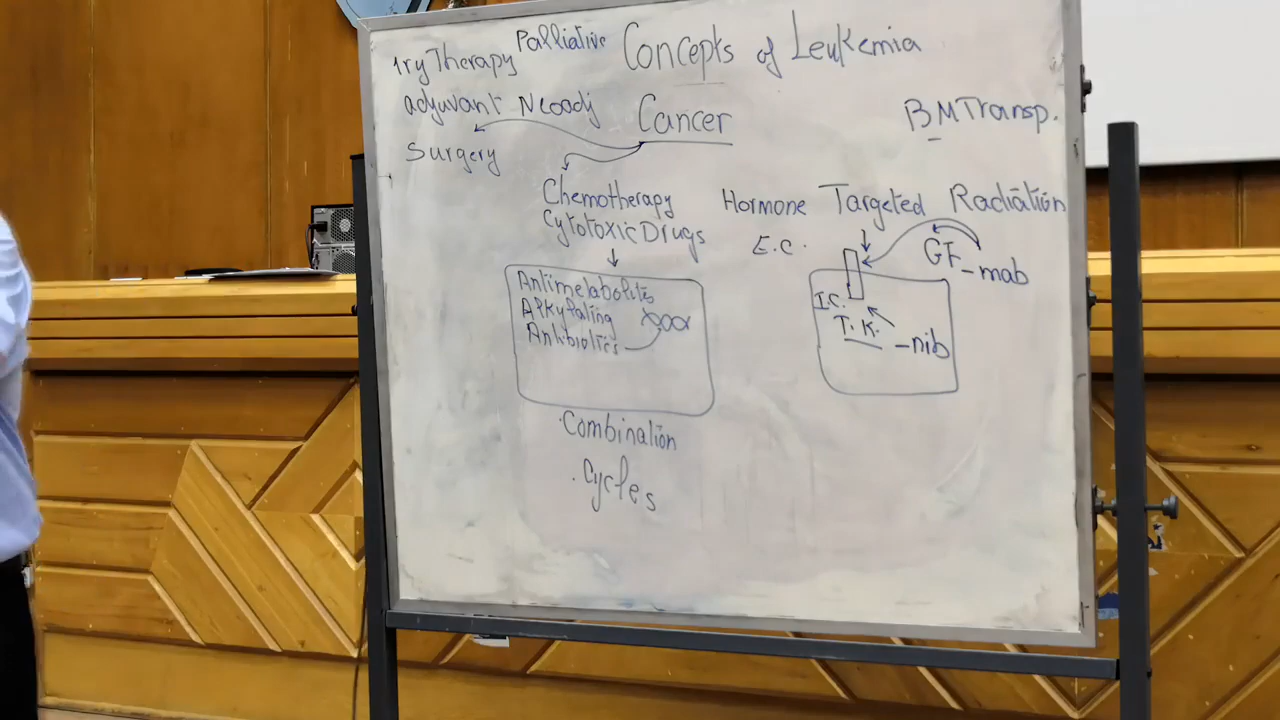 Palliative Concepts of Leukemia
1ry Therapy
adjuvant Neoadj Cancer
BM Transp.
Surgery
Chemotherapy
Cytotoxic Drugs
Hormone Targeted Radiation
E.C.
GF -mab
Antimetabolites
Alkylating
Antibiotics
I.C.
T.K.
-nib
.Combination
.Cycles